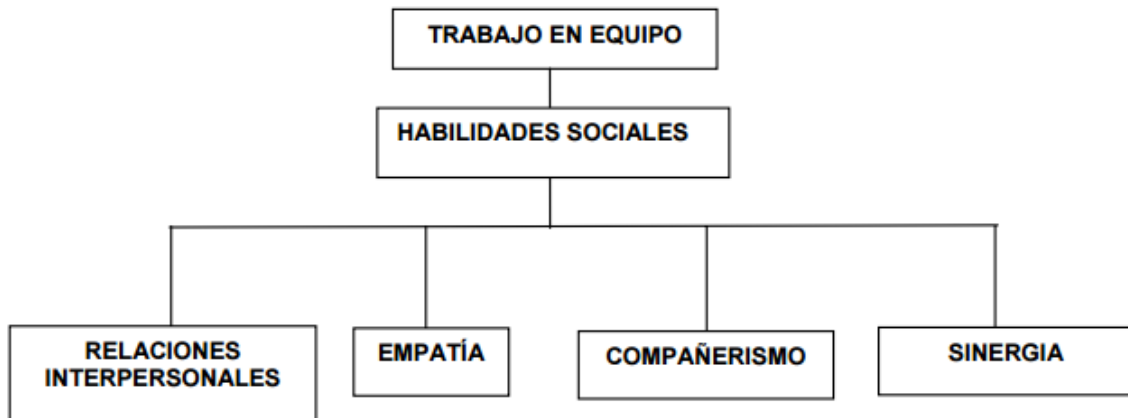 TRABAJO EN EQUIPO
HABILIDADES SOCIALES
RELACIONES
INTERPERSONALES
EMPATÍA
COMPAÑERISMO
SINERGIA